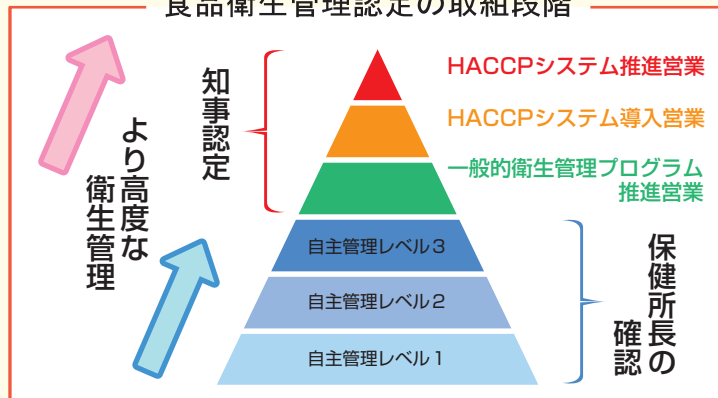 食品衛生管理認定の取組段階
HACCPシステム推進営業
HACCPシステム導入営業
一般的衛生管理プログラム
推進営業
知事認定
より高度な
衛生管理
自主管理レベル3
自主管理レベル2
自主管理レベル1
保健所長の
確認